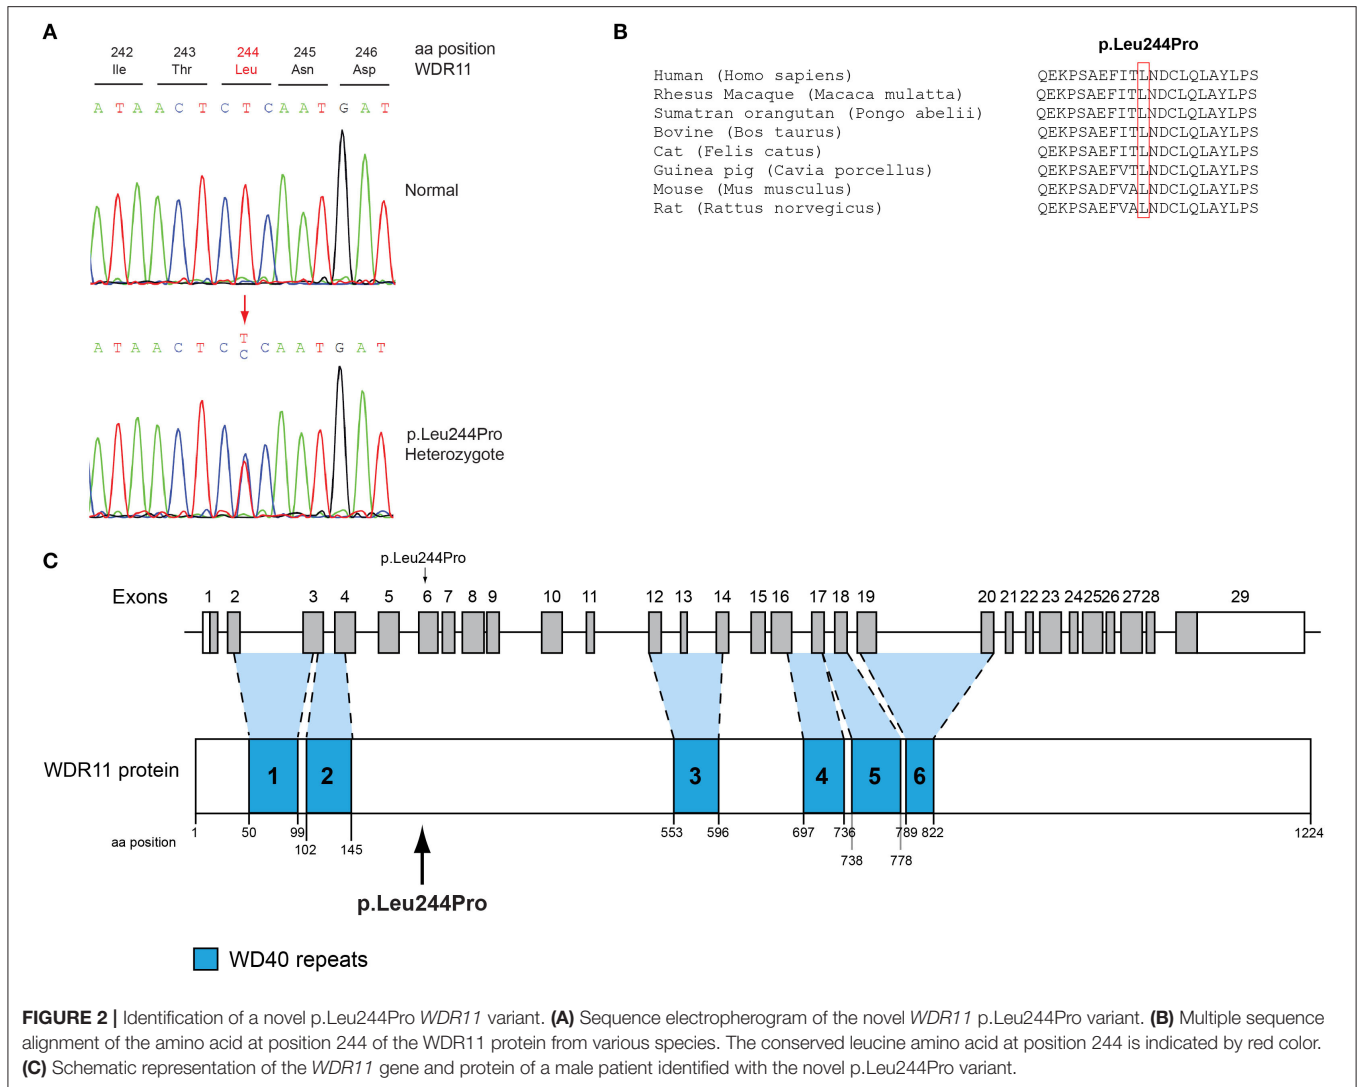 A
242 243 244 245 246 aa position
Ile Thr Leu Asn Asp WDR11
A T A A C T C T C A A T G A T
Normal
T
A T A A C T C C C A A T G A T
p.Leu244Pro
Heterozygote
B
p.Leu244Pro
Human (Homo sapiens) QEKPSAEFITLNDCLQLAYLPS
Rhesus Macaque (Macaca mulatta) QEKPSAEFITLNDCLQLAYLPS
Sumatran orangutan (Pongo abelii) QEKPSAEFITLNDCLQLAYLPS
Bovine (Bos taurus) QEKPSAEFITLNDCLQLAYLPS
Cat (Felis catus) QEKPSAEFITLNDCLQLAYLPS
Guinea pig (Cavia porcellus) QEKPSAEFVTLNDCLQLAYLPS
Mouse (Mus musculus) QEKPSADFVALNDCLQLAYLPS
Rat (Rattus norvegicus) QEKPSAEFVALNDCLQLAYLPS
C
p.Leu244Pro
Exons 1 2 3 4 5 6 7 8 9 10 11 12 13 14 15 16 17 18 19 20 21 22 23 24 25 26 27 28 29
WDR11 protein 1 2 3 4 5 6
aa position 1 50 99 102 145 553 596 697 736 738 778 789 822 1224
p.Leu244Pro
WD40 repeats
FIGURE 2 | Identification of a novel p.Leu244Pro WDR11 variant. (A) Sequence electropherogram of the novel WDR11 p.Leu244Pro variant. (B) Multiple sequence
alignment of the amino acid at position 244 of the WDR11 protein from various species. The conserved leucine amino acid at position 244 is indicated by red color.
(C) Schematic representation of the WDR11 gene and protein of a male patient identified with the novel p.Leu244Pro variant.